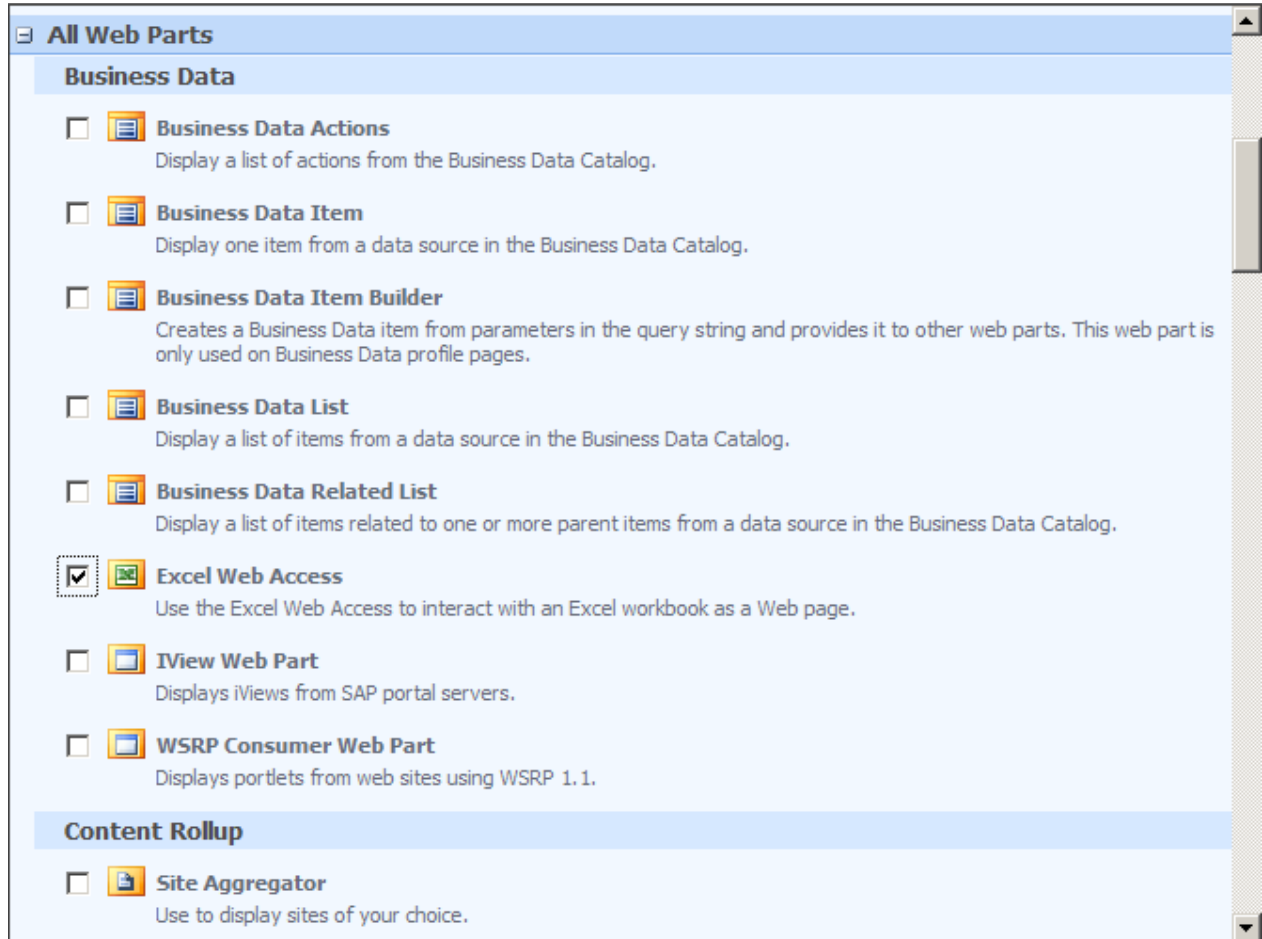 All Web Parts
Business Data
Business Data Actions
Display a list of actions from the Business Data Catalog.
Business Data Item
Display one item from a data source in the Business Data Catalog.
Business Data Item Builder
Creates a Business Data item from parameters in the query string and provides it to other web parts. This web part is
only used on Business Data profile pages.
Business Data List
Display a list of items from a data source in the Business Data Catalog.
Business Data Related List
Display a list of items related to one or more parent items from a data source in the Business Data Catalog.
Excel Web Access
Use the Excel Web Access to interact with an Excel workbook as a Web page.
IView Web Part
Displays iViews from SAP portal servers.
WSRP Consumer Web Part
Displays portlets from web sites using WSRP 1.1.
Content Rollup
Site Aggregator
Use to display sites of your choice.